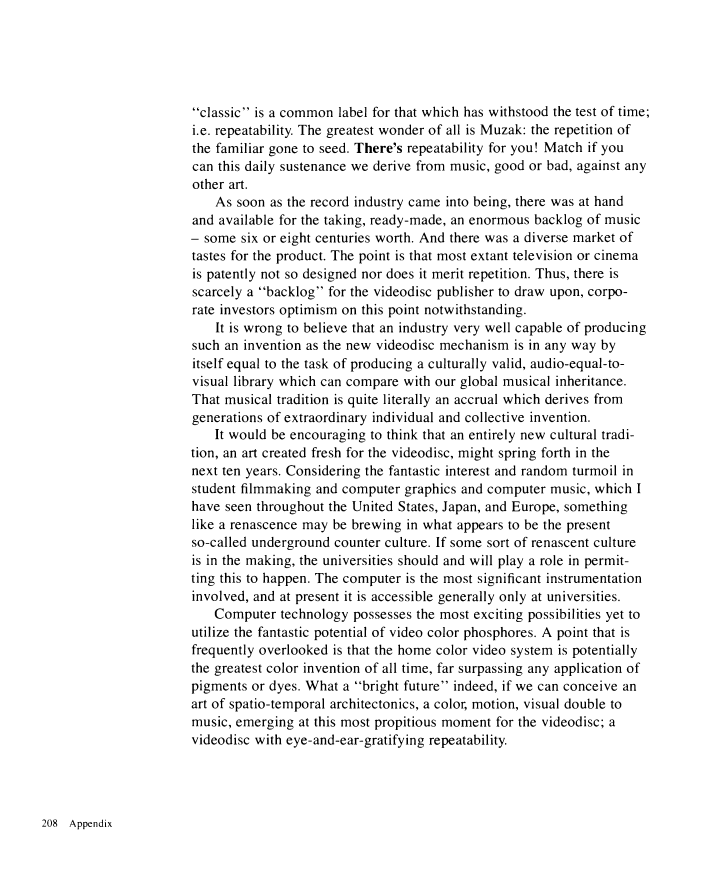 “classic” is a common label for that which has withstood the test of time;
i.e. repeatability. The greatest wonder of all is Muzak: the repetition of
the familiar gone to seed. There's repeatability for you! Match if you
can this daily sustenance we derive from music, good or bad, against any
other art.
As soon as the record industry came into being, there was at hand
and available for the taking, ready-made, an enormous backlog of music
– some six or eight centuries worth. And there was a diverse market of
tastes for the product. The point is that most extant television or cinema
is patently not so designed nor does it merit repetition. Thus, there is
scarcely a “backlog” for the videodisc publisher to draw upon, corpo-
rate investors optimism on this point notwithstanding.
It is wrong to believe that an industry very well capable of producing
such an invention as the new videodisc mechanism is in any way by
itself equal to the task of producing a culturally valid, audio-equal-to-
visual library which can compare with our global musical inheritance.
That musical tradition is quite literally an accrual which derives from
generations of extraordinary individual and collective invention.
It would be encouraging to think that an entirely new cultural tradi-
tion, an art created fresh for the videodisc, might spring forth in the
next ten years. Considering the fantastic interest and random turmoil in
student filmmaking and computer graphics and computer music, which I
have seen throughout the United States, Japan, and Europe, something
like a renascence may be brewing in what appears to be the present
so-called underground counter culture. If some sort of renascent culture
is in the making, the universities should and will play a role in permit-
ting this to happen. The computer is the most significant instrumentation
involved, and at present it is accessible generally only at universities.
Computer technology possesses the most exciting possibilities yet to
utilize the fantastic potential of video color phosphores. A point that is
frequently overlooked is that the home color video system is potentially
the greatest color invention of all time, far surpassing any application of
pigments or dyes. What a “bright future” indeed, if we can conceive an
art of spatio-temporal architectonics, a color, motion, visual double to
music, emerging at this most propitious moment for the videodisc; a
videodisc with eye-and-ear-gratifying repeatability.
208 Appendix